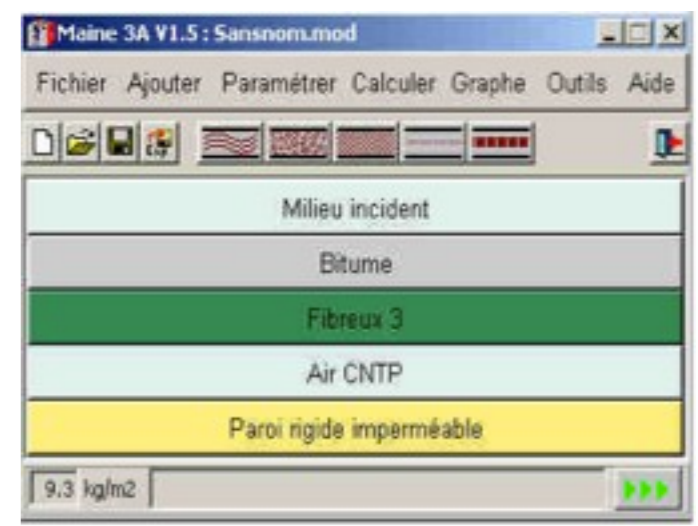 Maine 3A V1.5 : Sansnom.mod
Fichier Ajouter Paramétrer Calculer Graphe Outils Aide
Milieu incident
Bitume
Fibreux 3
Air CNTP
Paroi rigide imperméable
9.3 kg/m2